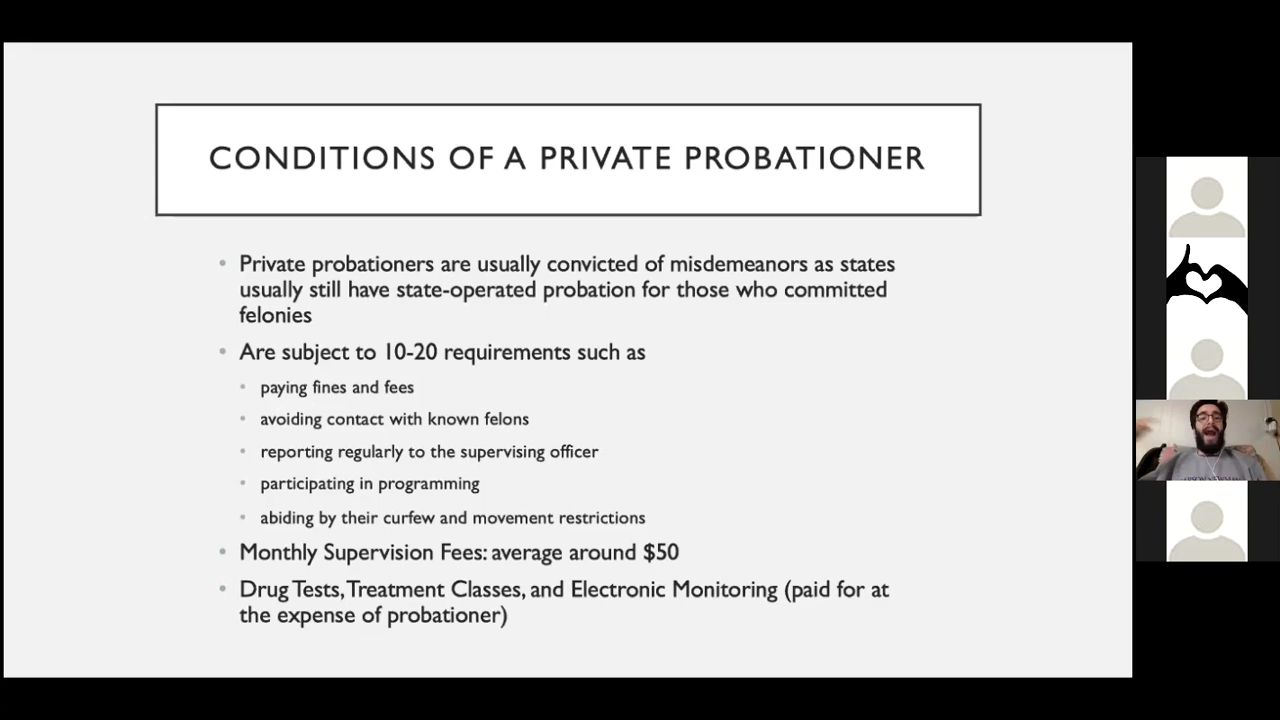 CONDITIONS OF A PRIVATE PROBATIONER
• Private probationers are usually convicted of misdemeanors as states
usually still have state-operated probation for those who committed
felonies
• Are subject to 10-20 requirements such as
• paying fines and fees
• avoiding contact with known felons
• reporting regularly to the supervising officer
• participating in programming
• abiding by their curfew and movement restrictions
• Monthly Supervision Fees: average around $50
• Drug Tests, Treatment Classes, and Electronic Monitoring (paid for at
the expense of probationer)